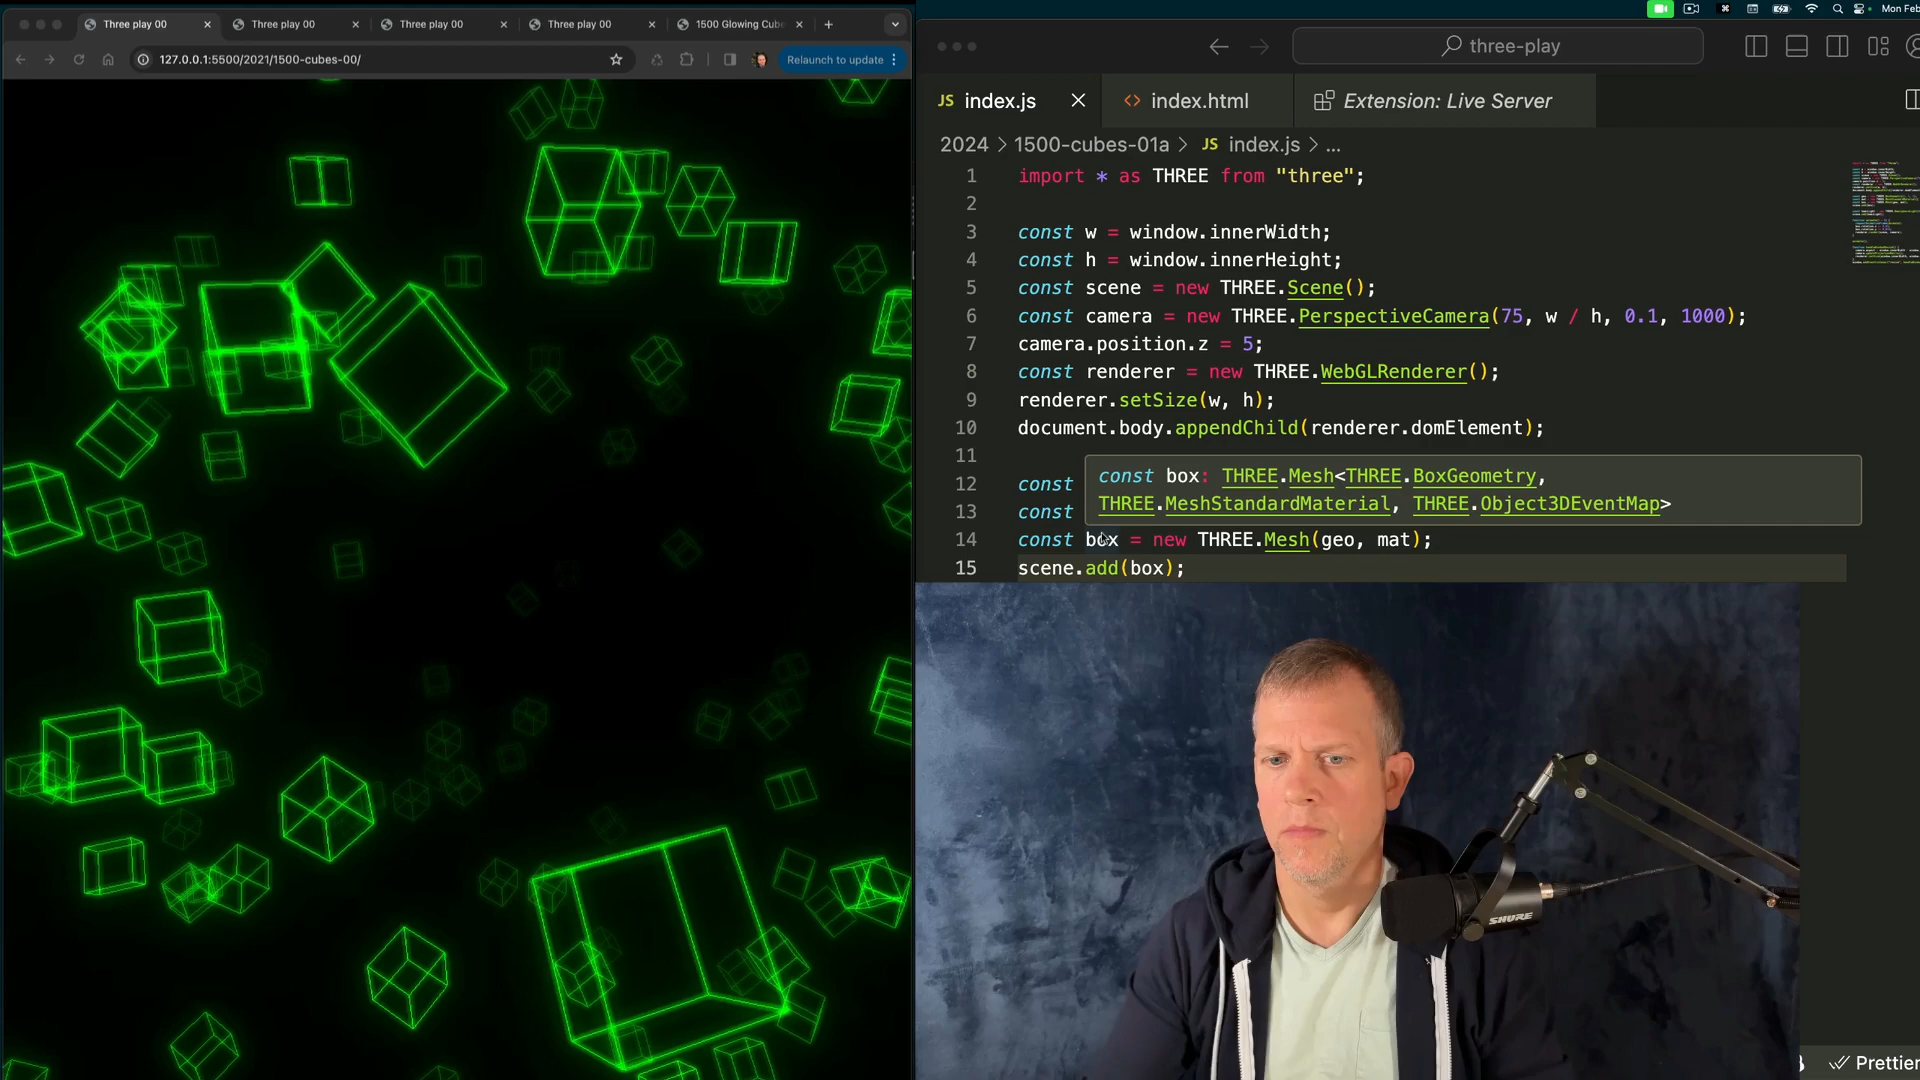 Three play 00
Three play 00
Three play 00
Three play 00
1500 Glowing Cub
127.0.0.1:5500/2021/1500-cubes-00/
Relaunch to update
Mon Feb
three-play
JS index.js
<> index.html
Extension: Live Server
2024 > 1500-cubes-01a > JS index.js > ...
1 import * as THREE from "three";
2
3 const w = window.innerWidth;
4 const h = window.innerHeight;
5 const scene = new THREE.Scene();
6 const camera = new THREE.PerspectiveCamera(75, w / h, 0.1, 1000);
7 camera.position.z = 5;
8 const renderer = new THREE.WebGLRenderer();
9 renderer.setSize(w, h);
10 document.body.appendChild(renderer.domElement);
11
const box: THREE.Mesh<THREE.BoxGeometry,
THREE.MeshStandardMaterial, THREE.Object3DEventMap>
12 const
13 const
14 const box = new THREE.Mesh(geo, mat);
15 scene.add(box);
SHURE
Prettier